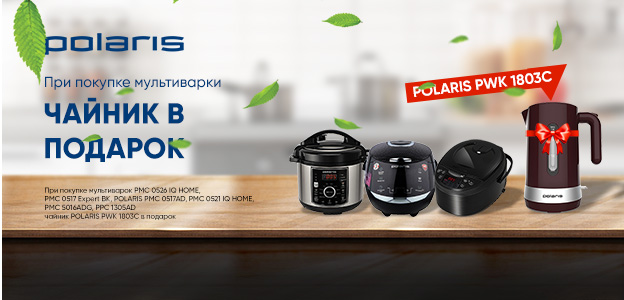 polaris
При покупке мультиварки
ЧАЙНИК В
ПОДАРОК
POLARIS PWK 1803C
При покупке мультиварок PMC 0526 IQ HOME,
PMC 0517 Expert BK, POLARIS PMC 0517AD, PMC 0521 IQ HOME,
PMC 5016ADG, PPC 1305AD
чайник POLARIS PWK 1803C в подарок
polaris